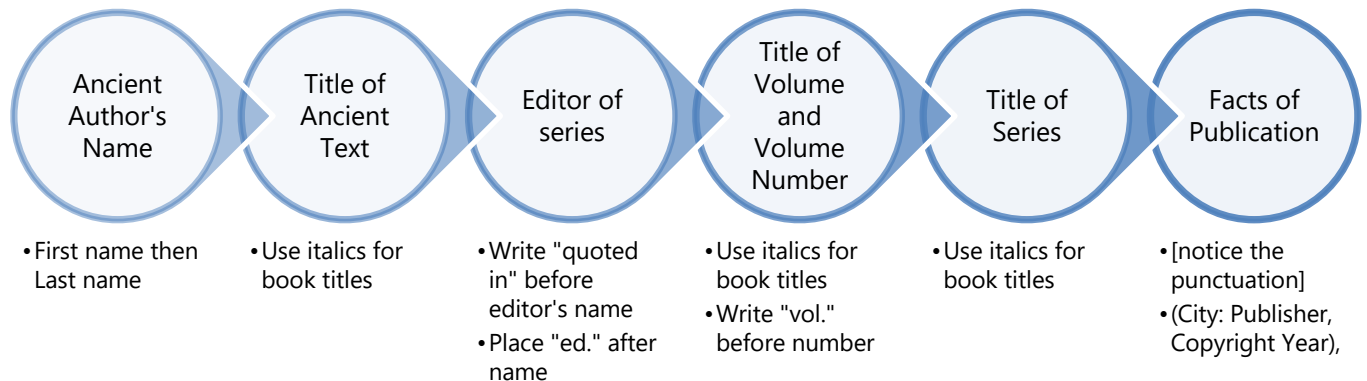 Ancient
Author's
Name
Title of
Ancient
Text
Editor of
series
Title of
Volume
and
Volume
Number
Title of
Series
Facts of
Publication
•First name then
Last name
•Use italics for
book titles
•Write "quoted
in" before
editor's name
•Place "ed." after
name
•Use italics for
book titles
•Write "vol."
before number
•Use italics for
book titles
•[notice the
punctuation]
•(City: Publisher,
Copyright Year),